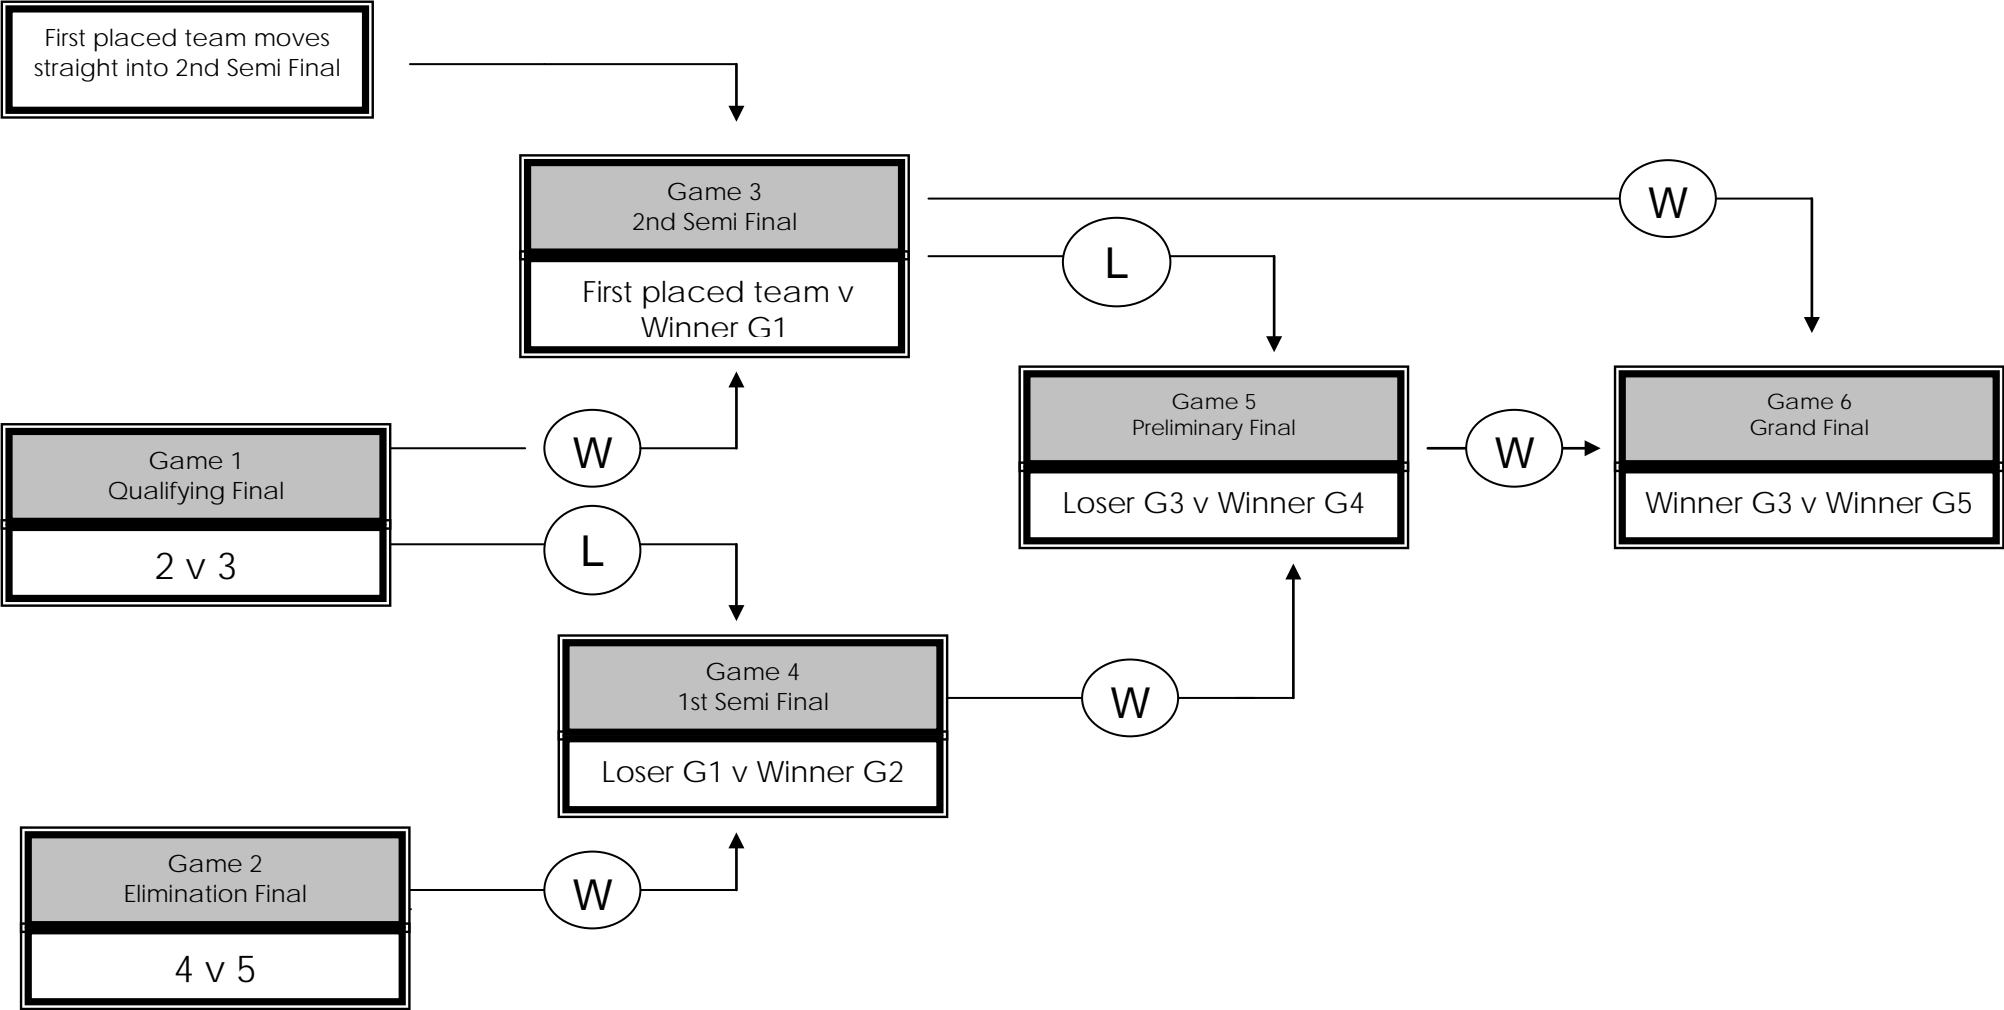 First placed team moves
straight into 2nd Semi Final
Game 3
2nd Semi Final
First placed team v
Winner G1
W
L
Game 1
Qualifying Final
2 v 3
W
L
Game 5
Preliminary Final
Loser G3 v Winner G4
W
Game 6
Grand Final
Winner G3 v Winner G5
Game 4
1st Semi Final
Loser G1 v Winner G2
W
Game 2
Elimination Final
4 v 5
W